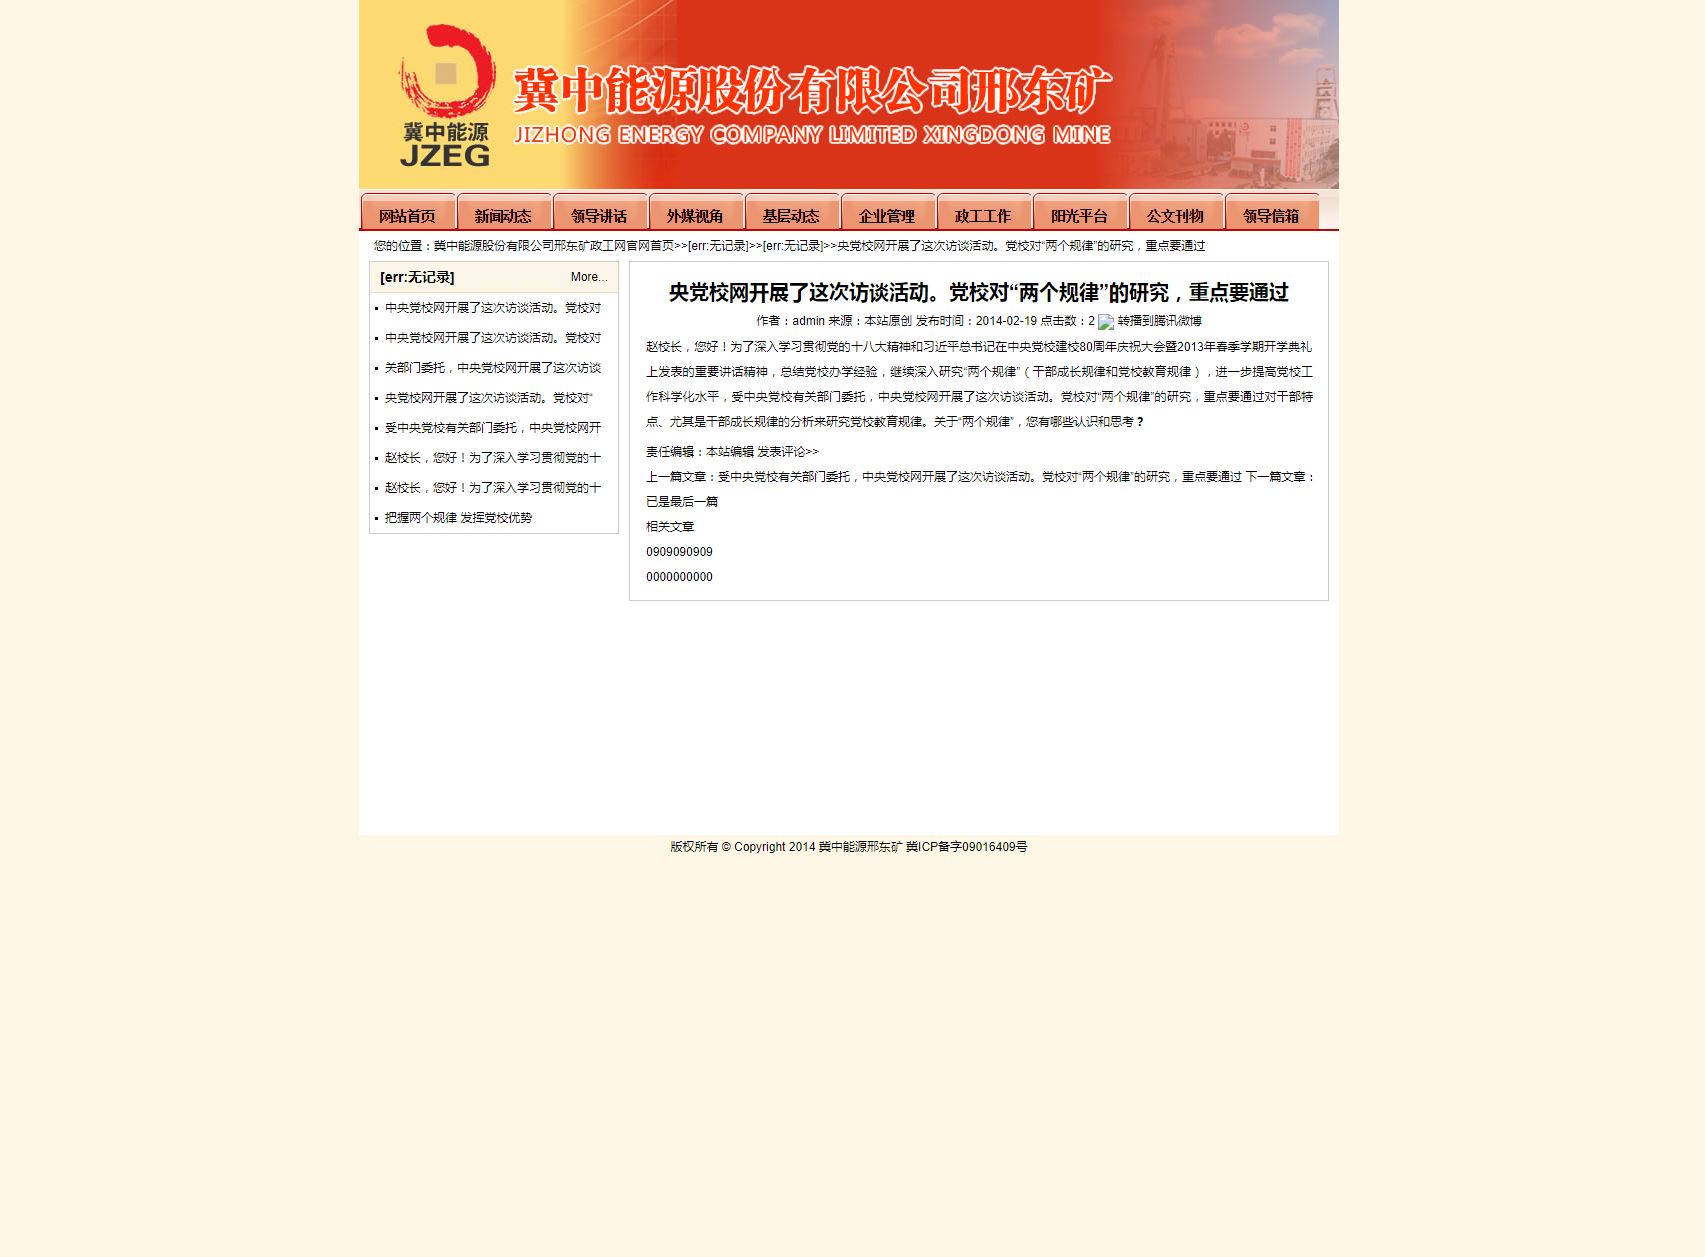 冀中能源
JZEG
冀中能源股份有限公司邢东矿
JIZHONG ENERGY COMPANY LIMITED XINGDONG MINE
网站首页 新闻动态 领导讲话 外媒视角 基层动态 企业管理 政工工作 阳光平台 公文刊物 领导信箱
您的位置：冀中能源股份有限公司邢东矿政工网官网首页>>[err:无记录]>>[err:无记录]>>央党校网开展了这次访谈活动。党校对“两个规律”的研究，重点要通过
[err:无记录] More...
中央党校网开展了这次访谈活动。党校对
中央党校网开展了这次访谈活动。党校对
关部门委托，中央党校网开展了这次访谈
央党校网开展了这次访谈活动。党校对“
受中央党校有关部门委托，中央党校网开
赵校长，您好！为了深入学习贯彻党的十
赵校长，您好！为了深入学习贯彻党的十
把握两个规律 发挥党校优势
央党校网开展了这次访谈活动。党校对“两个规律”的研究，重点要通过
作者：admin 来源：本站原创 发布时间：2014-02-19 点击数：2 转播到腾讯微博
赵校长，您好！为了深入学习贯彻党的十八大精神和习近平总书记在中央党校建校80周年庆祝大会暨2013年春季学期开学典礼
上发表的重要讲话精神，总结党校办学经验，继续深入研究“两个规律”（干部成长规律和党校教育规律），进一步提高党校工
作科学化水平，受中央党校有关部门委托，中央党校网开展了这次访谈活动。党校对“两个规律”的研究，重点要通过对干部特
点、尤其是干部成长规律的分析来研究党校教育规律。关于“两个规律”，您有哪些认识和思考？
责任编辑：本站编辑 发表评论>>
上一篇文章：受中央党校有关部门委托，中央党校网开展了这次访谈活动。党校对“两个规律”的研究，重点要通过 下一篇文章：
已是最后一篇
相关文章
0909090909
0000000000
版权所有 © Copyright 2014 冀中能源邢东矿 冀ICP备字09016409号